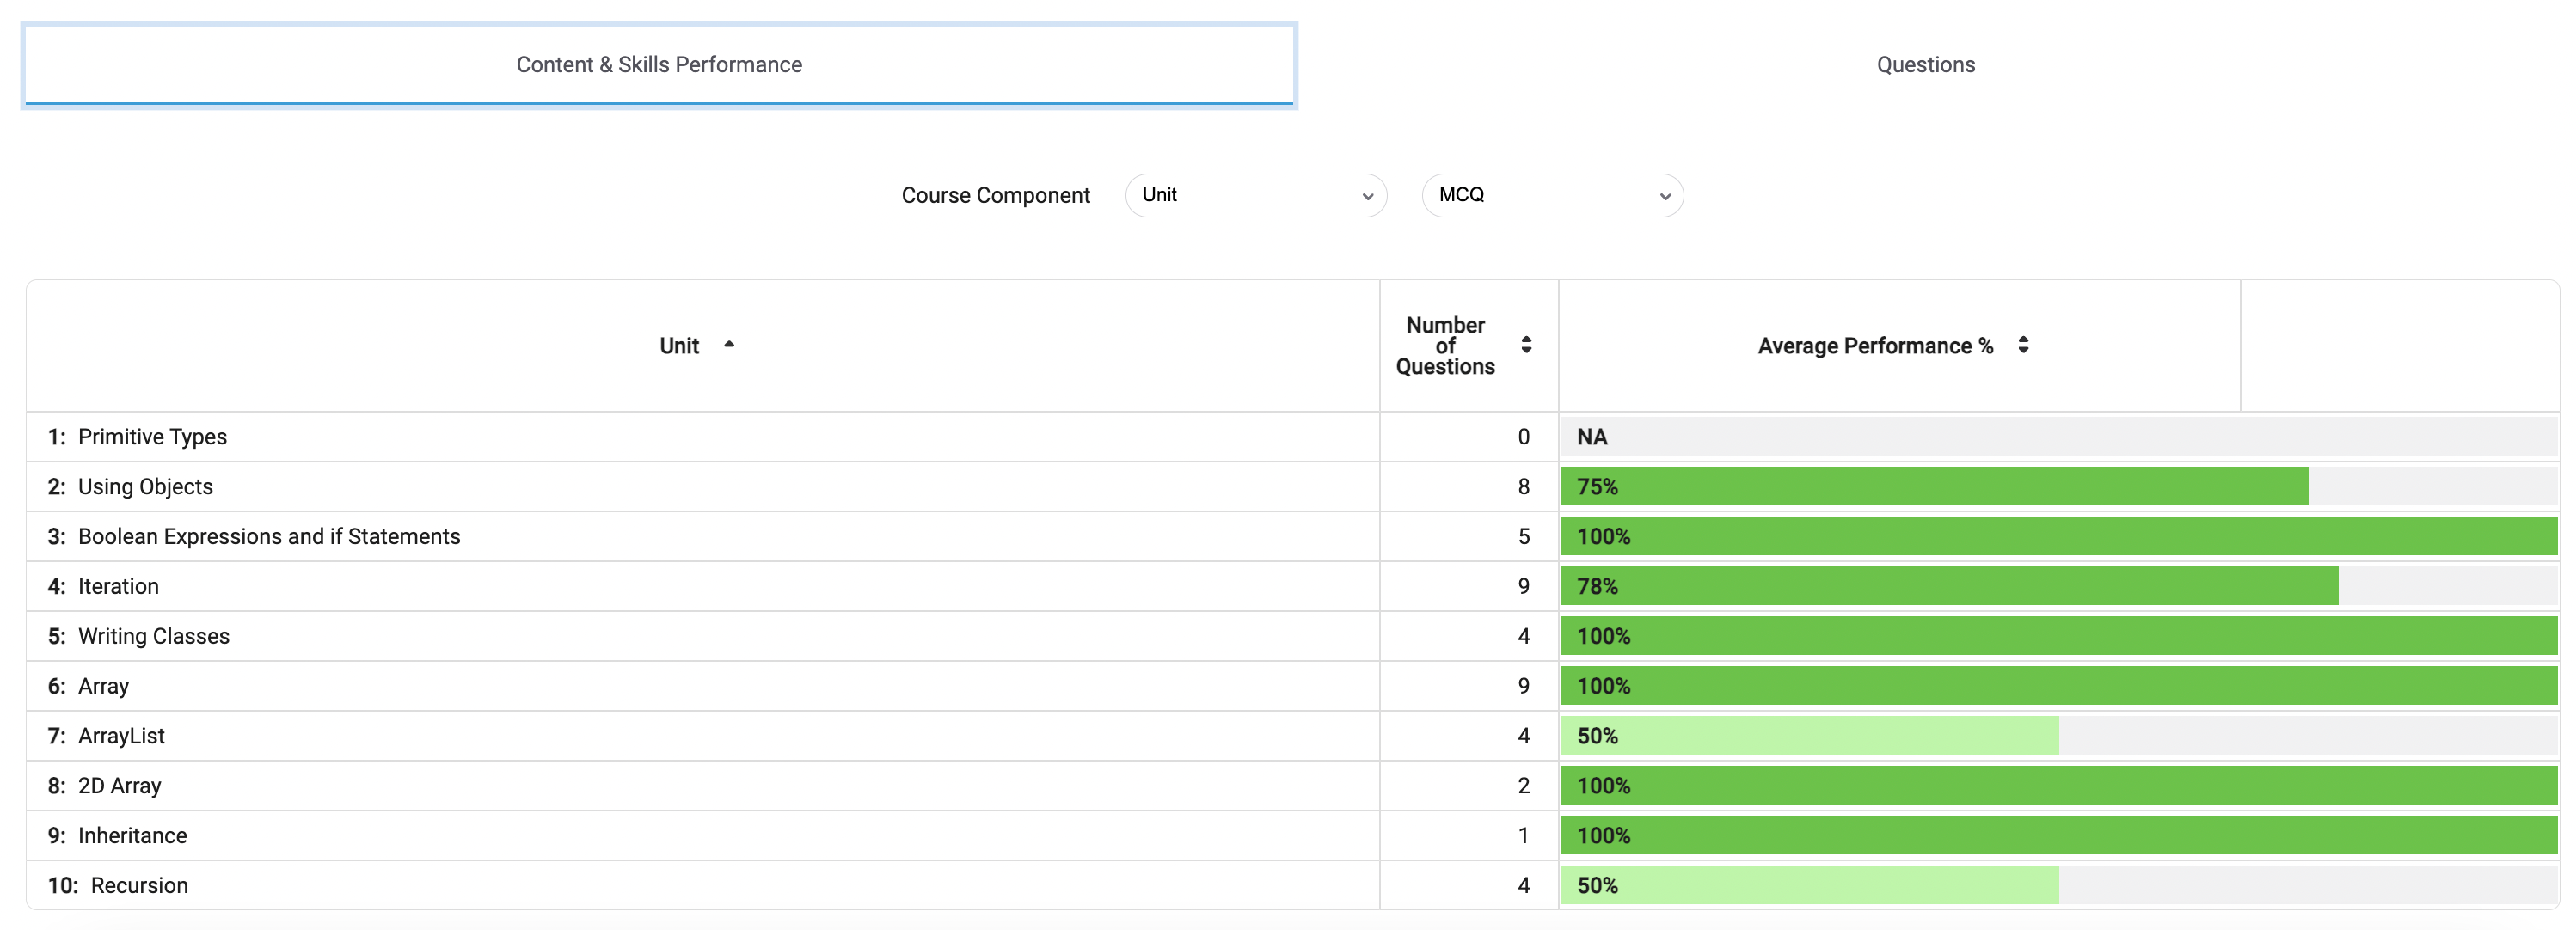 Content & Skills Performance
Questions
Course Component
Unit
MCQ
Unit
Number of Questions
Average Performance %
1: Primitive Types 0 NA
2: Using Objects 8 75%
3: Boolean Expressions and if Statements 5 100%
4: Iteration 9 78%
5: Writing Classes 4 100%
6: Array 9 100%
7: ArrayList 4 50%
8: 2D Array 2 100%
9: Inheritance 1 100%
10: Recursion 4 50%